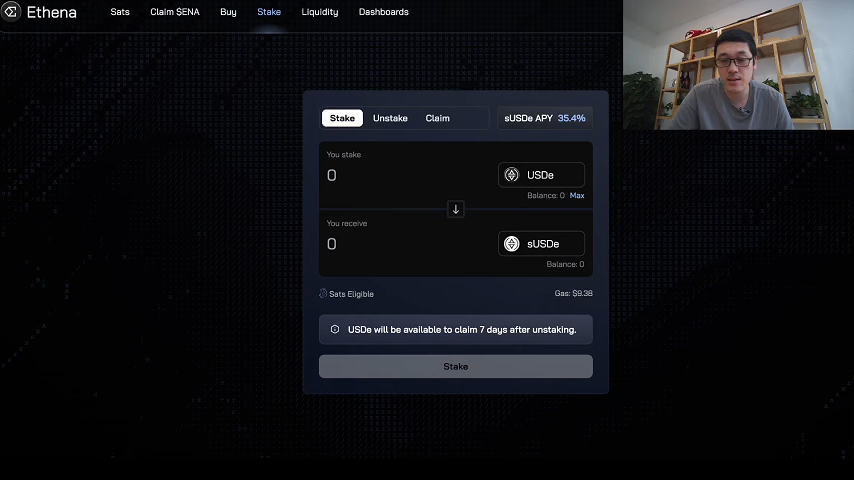 Ethena
Sats Claim $ENA Buy Stake Liquidity Dashboards
Stake Unstake Claim sUSDe APY 35.4%
You stake
0 USDe
Balance: 0 Max
You receive
0 sUSDe
Balance: 0
Sats Eligible Gas: $9.38
USDe will be available to claim 7 days after unstaking.
Stake